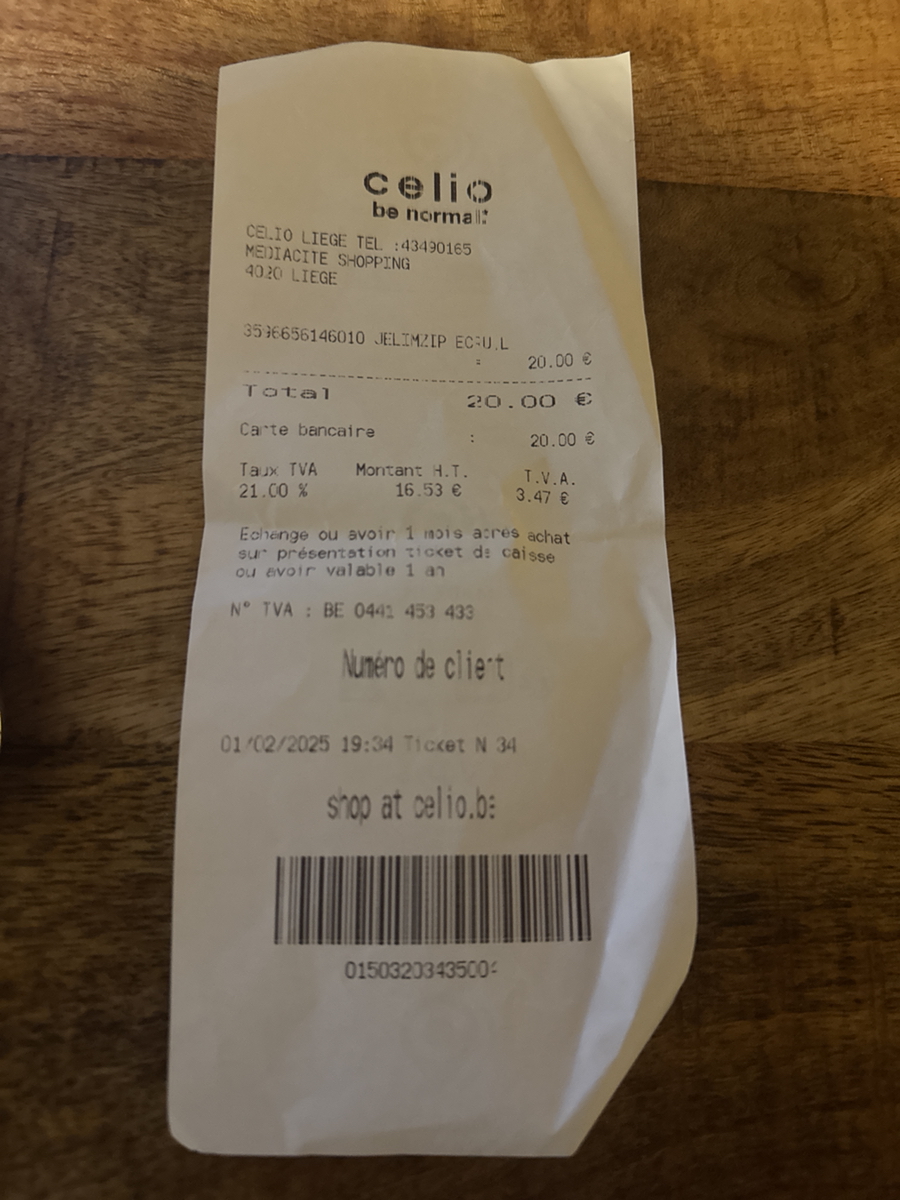 celio
be normal:
CELIO LIEGE TEL :43490165
MEDIACITE SHOPPING
4020 LIEGE
3596656146010 JELIMZIP ECRU.L
: 20.00 €
Total 20.00 €
Carte bancaire : 20.00 €
Taux TVA Montant H.T. T.V.A.
21.00 % 16.53 € 3.47 €
Echange ou avoir 1 mois apres achat
sur présentation ticket de caisse
ou avoir valable 1 an
N° TVA : BE 0441 453 433
Numéro de client
01/02/2025 19:34 Ticket N 34
shop at celio.be